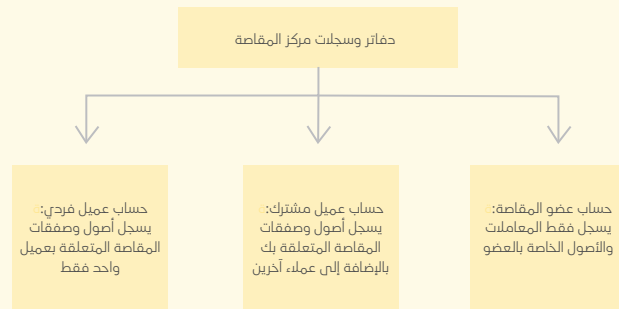 دفاتر وسجلات مركز المقاصة
حساب عضو المقاصة:
يسجل فقط المعاملات
والأصول الخاصة بالعضو
حساب عميل مشترك:
يسجل أصول وصفقات
المقاصة المتعلقة بك
بالإضافة إلى عملاء آخرين
حساب عميل فردي:
يسجل أصول وصفقات
المقاصة المتعلقة بعميل
واحد فقط